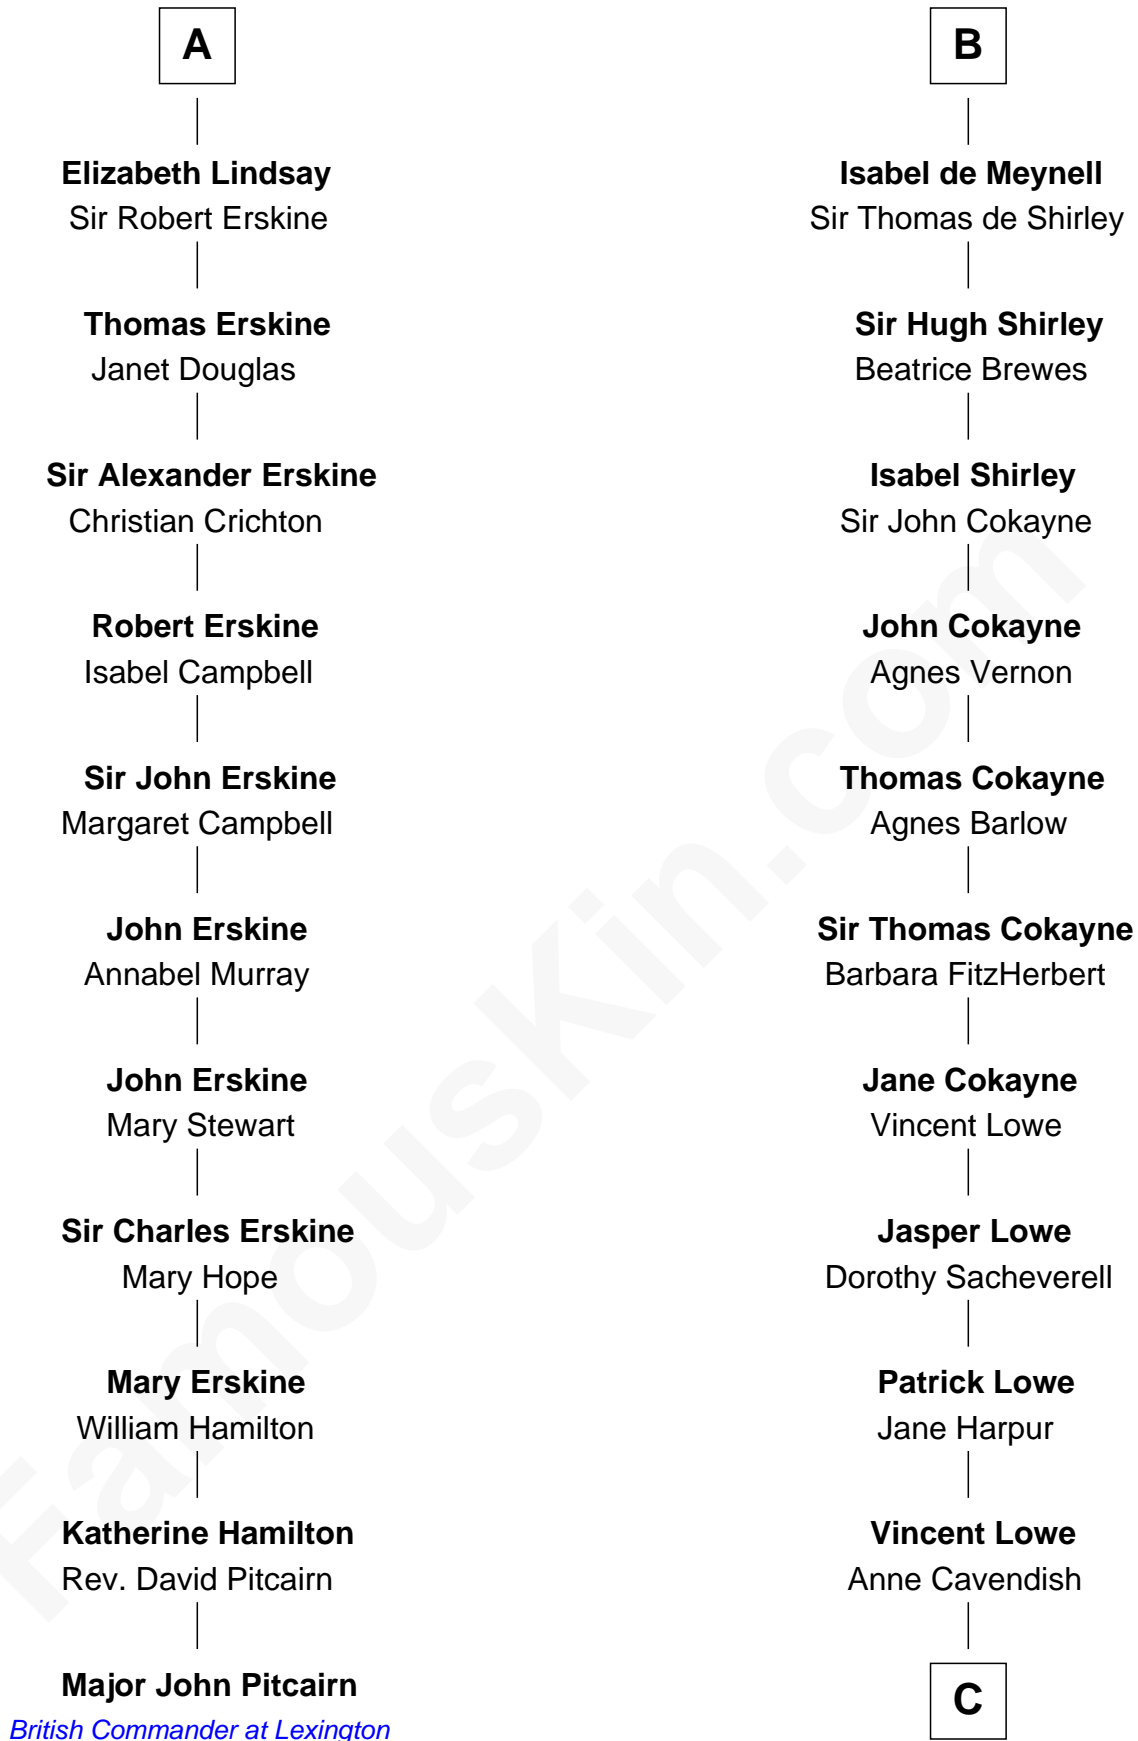 A
Elizabeth Lindsay
Sir Robert Erskine
Thomas Erskine
Janet Douglas
Sir Alexander Erskine
Christian Crichton
Robert Erskine
Isabel Campbell
Sir John Erskine
Margaret Campbell
John Erskine
Annabel Murray
John Erskine
Mary Stewart
Sir Charles Erskine
Mary Hope
Mary Erskine
William Hamilton
Katherine Hamilton
Rev. David Pitcairn
Major John Pitcairn
British Commander at Lexington
B
Isabel de Meynell
Sir Thomas de Shirley
Sir Hugh Shirley
Beatrice Brewes
Isabel Shirley
Sir John Cokayne
John Cokayne
Agnes Vernon
Thomas Cokayne
Agnes Barlow
Sir Thomas Cokayne
Barbara FitzHerbert
Jane Cokayne
Vincent Lowe
Jasper Lowe
Dorothy Sacheverell
Patrick Lowe
Jane Harpur
Vincent Lowe
Anne Cavendish
C
FamousKin.com